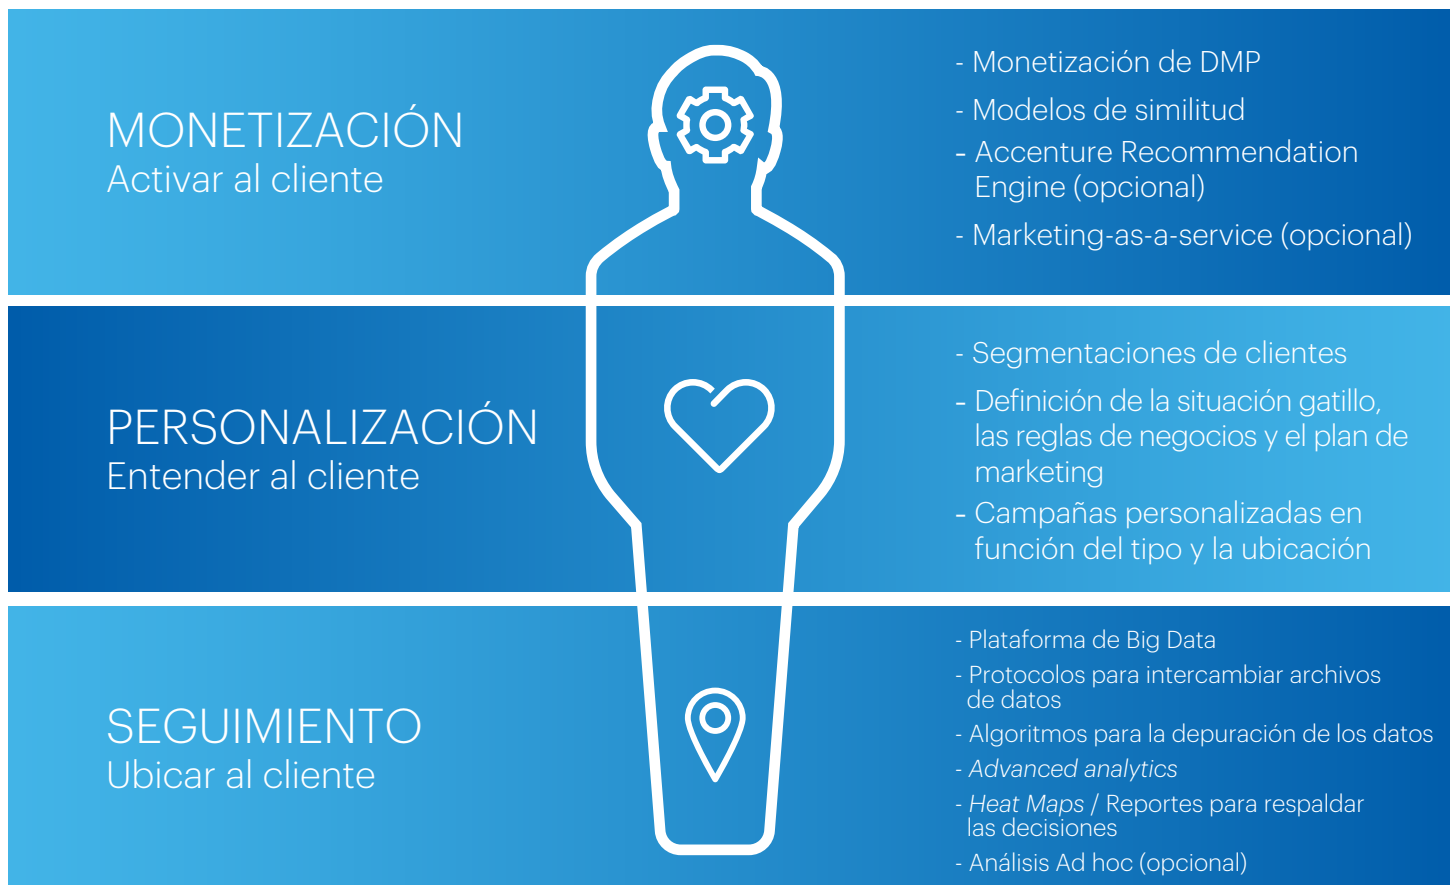 MONETIZACIÓN
Activar al cliente
- Monetización de DMP
- Modelos de similitud
- Accenture Recommendation
Engine (opcional)
- Marketing-as-a-service (opcional)
PERSONALIZACIÓN
Entender al cliente
- Segmentaciones de clientes
- Definición de la situación gatillo,
las reglas de negocios y el plan de
marketing
- Campañas personalizadas en
función del tipo y la ubicación
SEGUIMIENTO
Ubicar al cliente
- Plataforma de Big Data
- Protocolos para intercambiar archivos
de datos
- Algoritmos para la depuración de los datos
- Advanced analytics
- Heat Maps / Reportes para respaldar
las decisiones
- Análisis Ad hoc (opcional)